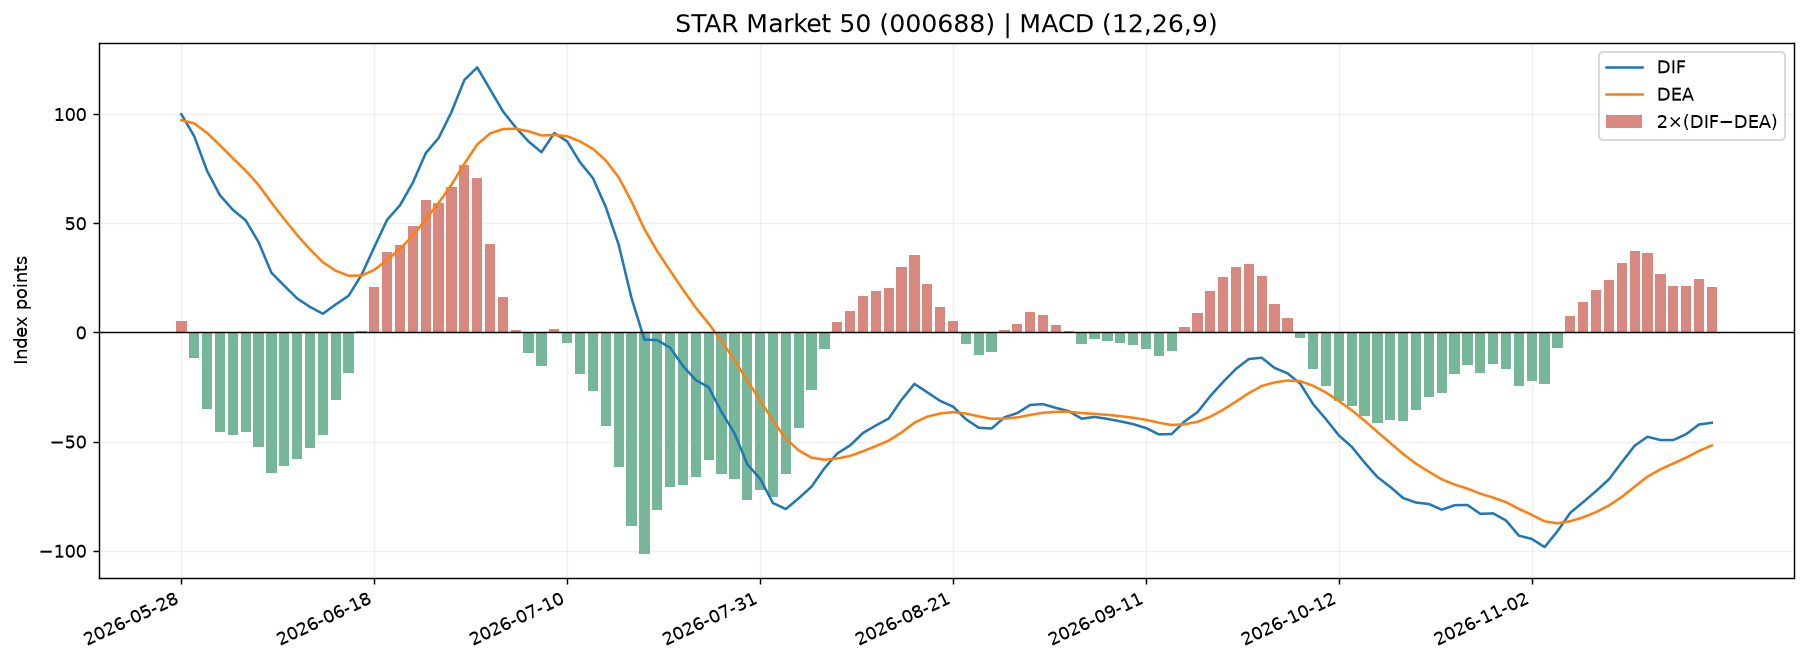 STAR Market 50 (000688) | MACD (12,26,9)
DIF
DEA
2×(DIF−DEA)
Index points
100
50
0
−50
−100
2026-05-28
2026-06-18
2026-07-10
2026-07-31
2026-08-21
2026-09-11
2026-10-12
2026-11-02